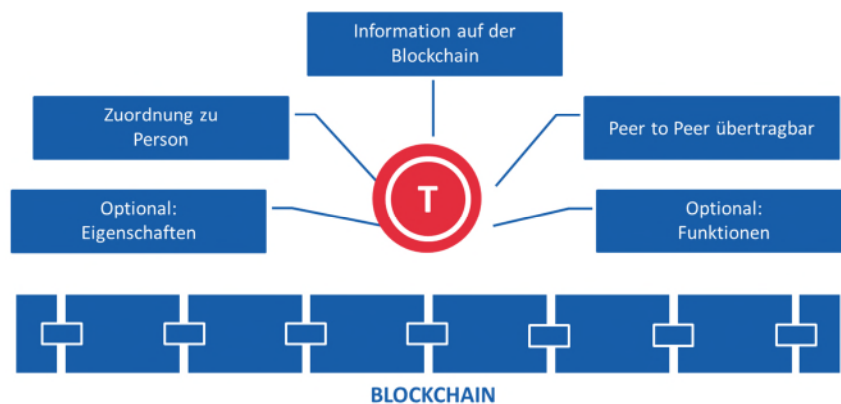 Information auf der
Blockchain
Zuordnung zu
Person
Peer to Peer übertragbar
T
Optional:
Eigenschaften
Optional:
Funktionen
BLOCKCHAIN